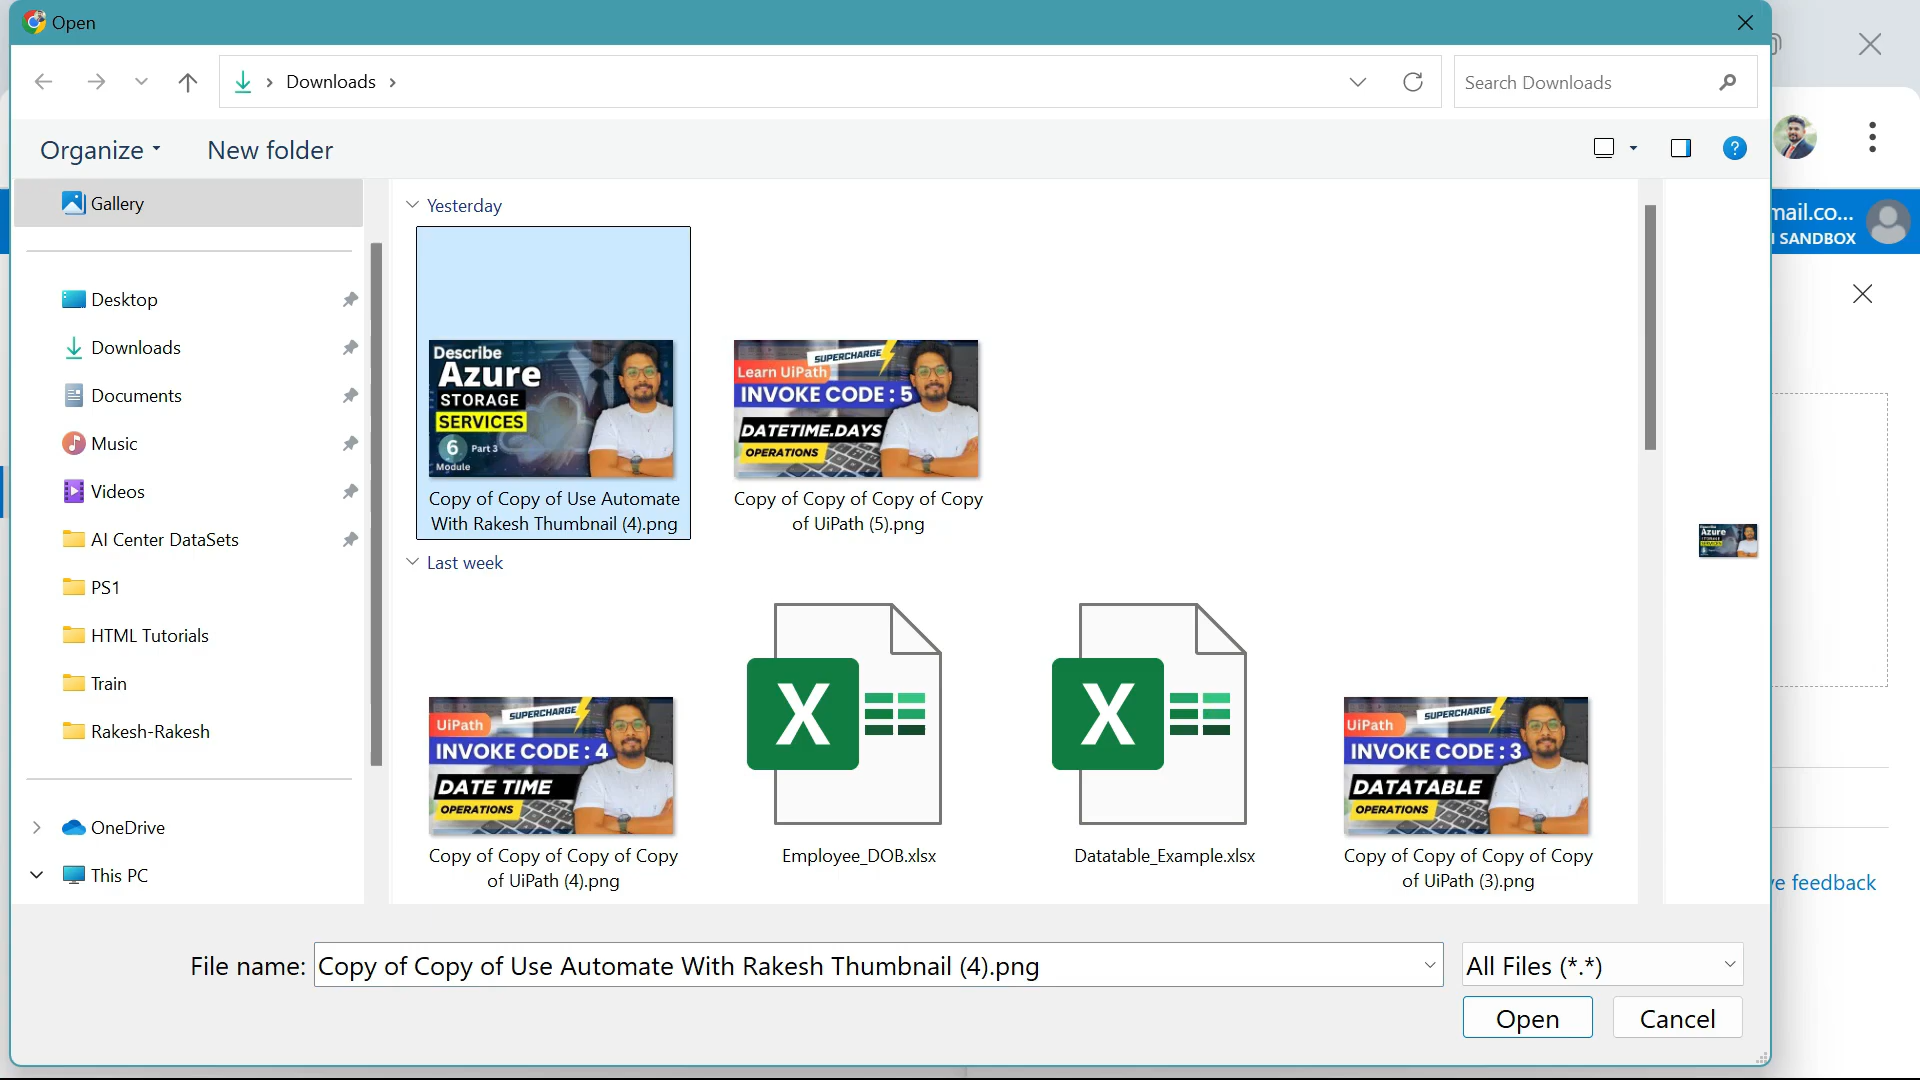 Open
Downloads
Search Downloads
Organize
New folder
?
Gallery
Desktop
Downloads
Documents
Music
Videos
AI Center DataSets
PS1
HTML Tutorials
Train
Rakesh-Rakesh
OneDrive
This PC
Yesterday
Describe
Azure
STORAGE
SERVICES
6 Part 3
Module
Copy of Copy of Use Automate
With Rakesh Thumbnail (4).png
SUPERCHARGE
Learn UiPath
INVOKE CODE : 5
DATETIME.DAYS
OPERATIONS
Copy of Copy of Copy of Copy
of UiPath (5).png
Last week
SUPERCHARGE
UiPath
INVOKE CODE : 4
DATE TIME
OPERATIONS
Copy of Copy of Copy of Copy
of UiPath (4).png
X
Employee_DOB.xlsx
X
Datatable_Example.xlsx
SUPERCHARGE
UiPath
INVOKE CODE : 3
DATATABLE
OPERATIONS
Copy of Copy of Copy of Copy
of UiPath (3).png
Azure
mail.co...
SANDBOX
feedback
File name: Copy of Copy of Use Automate With Rakesh Thumbnail (4).png
All Files (*.*)
Open
Cancel